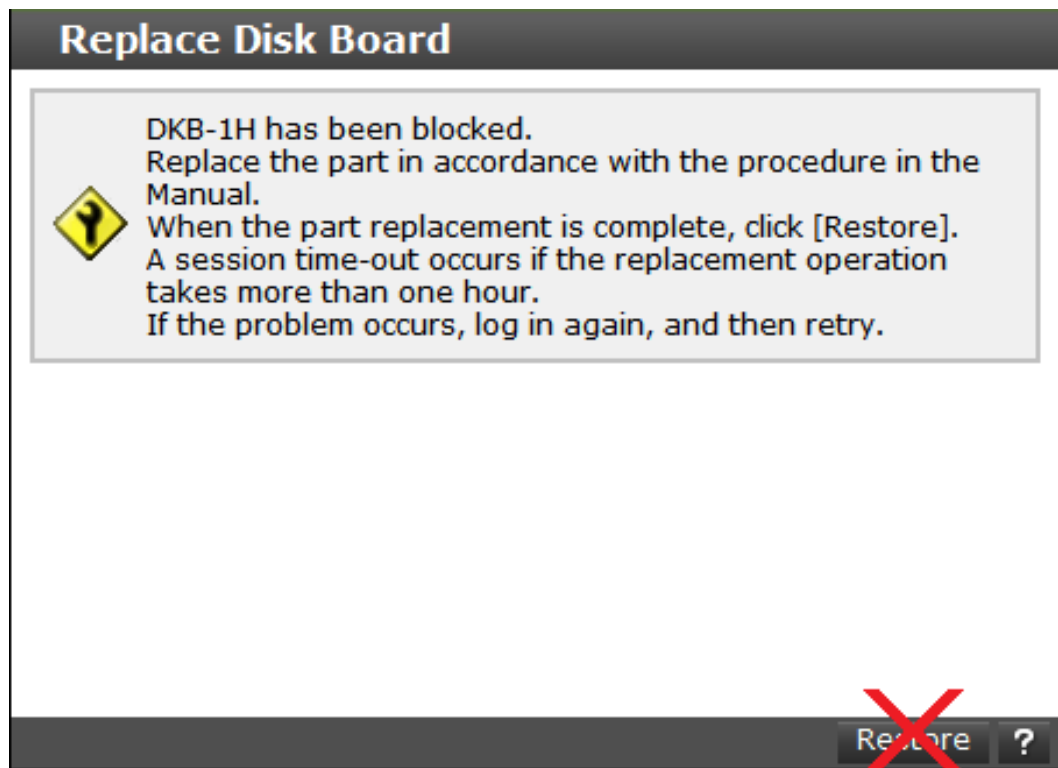 Replace Disk Board
DKB-1H has been blocked.
Replace the part in accordance with the procedure in the
Manual.
When the part replacement is complete, click [Restore].
A session time-out occurs if the replacement operation
takes more than one hour.
If the problem occurs, log in again, and then retry.
Restore ?